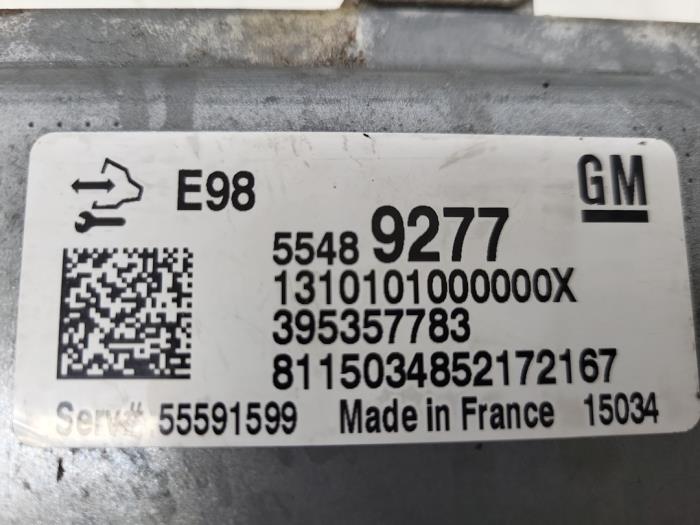 E98
GM
5548 9277
1310101000000X
395357783
8115034852172167
Serv# 55591599 Made in France 15034